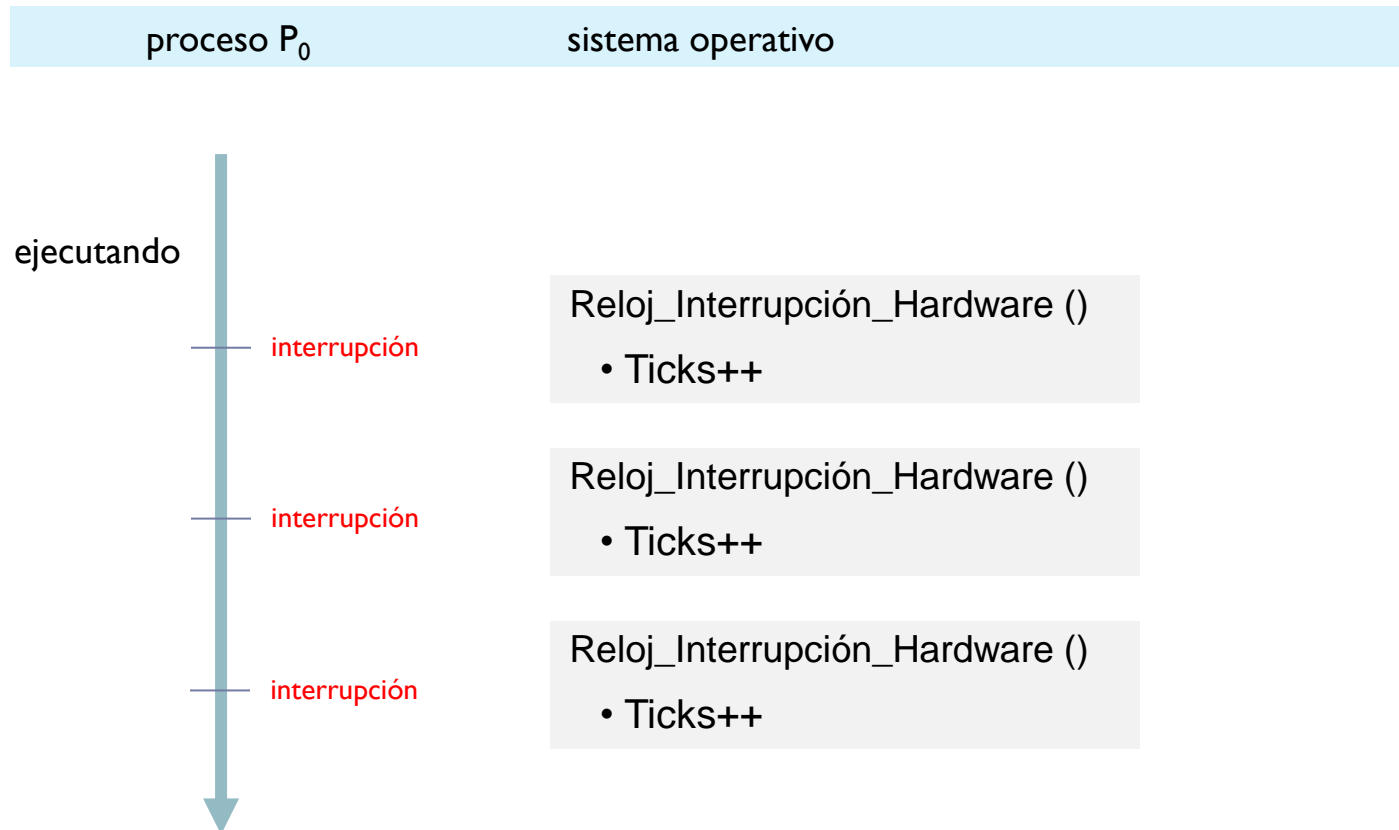 proceso P₀ sistema operativo
ejecutando
Reloj_Interrupción_Hardware ()
interrupción
• Ticks++
Reloj_Interrupción_Hardware ()
interrupción
• Ticks++
Reloj_Interrupción_Hardware ()
interrupción
• Ticks++